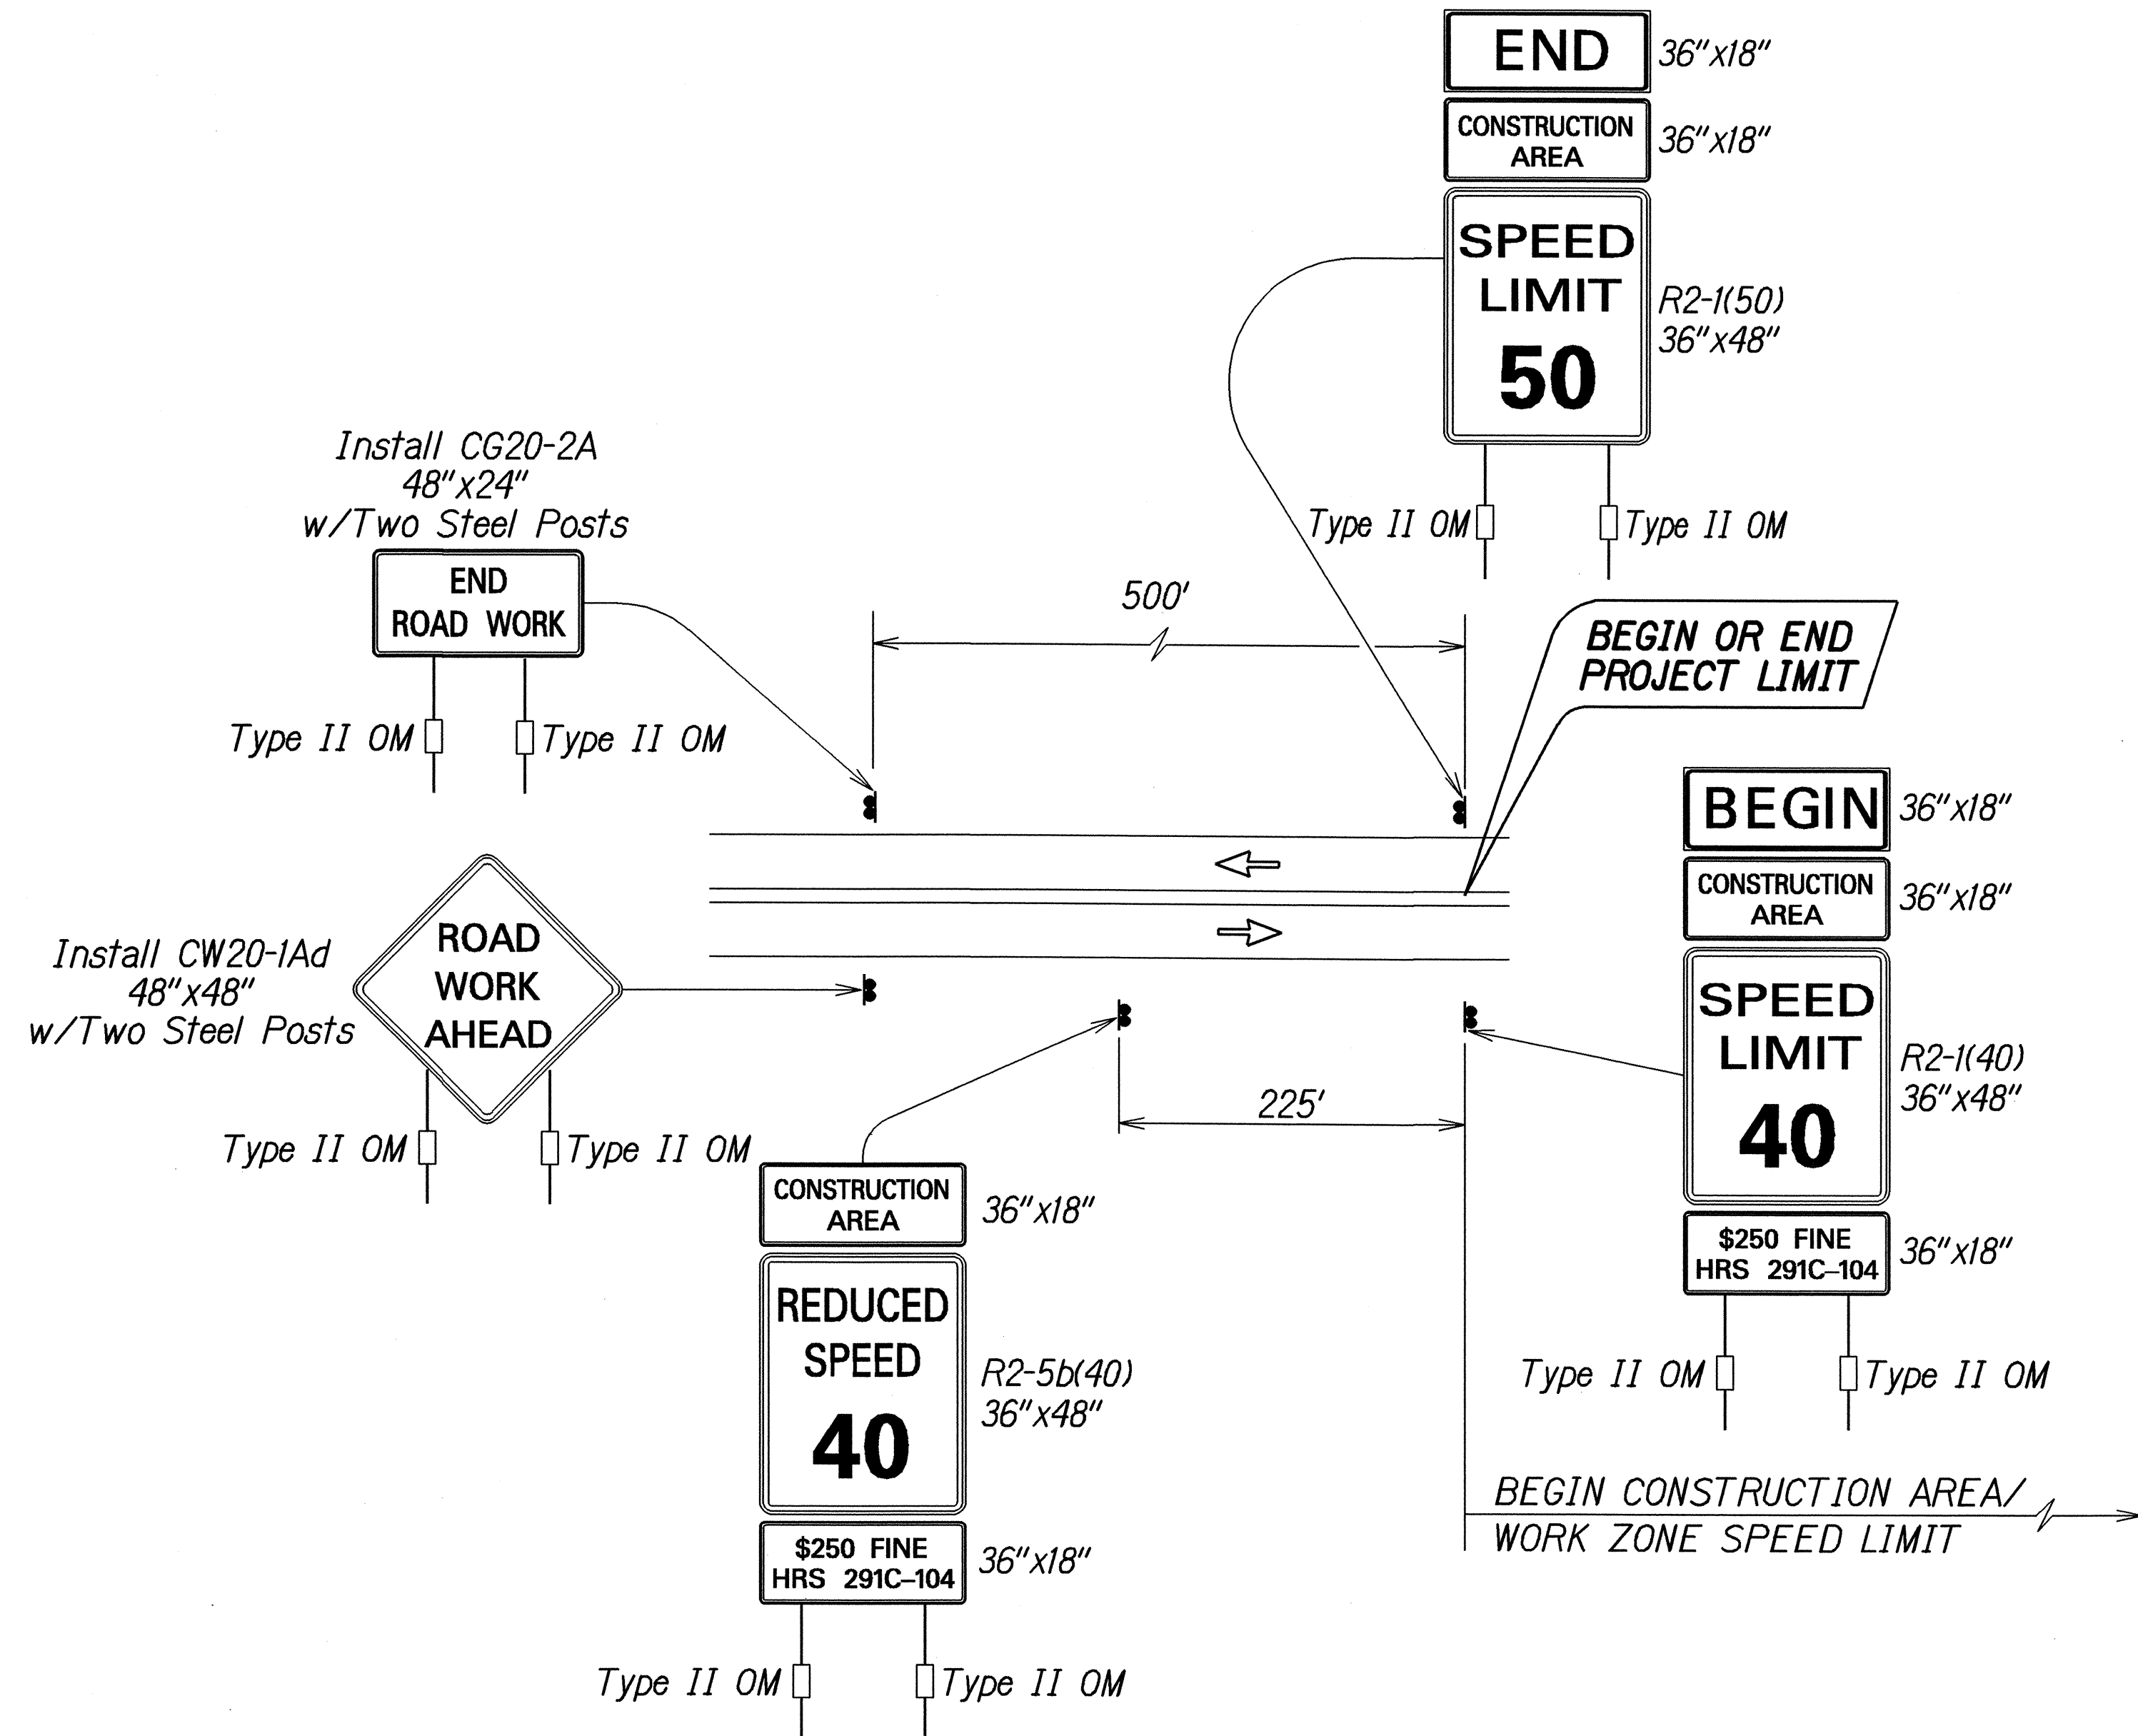 END
36"x18"
CONSTRUCTION
AREA
36"x18"
SPEED
LIMIT
50
R2-1(50)
36"x48"
Type II OM
Type II OM
Install CG20-2A
48"x24"
w/Two Steel Posts
END
ROAD WORK
Type II OM
Type II OM
500'
BEGIN OR END
PROJECT LIMIT
BEGIN
36"x18"
CONSTRUCTION
AREA
36"x18"
SPEED
LIMIT
40
R2-1(40)
36"x48"
$250 FINE
HRS 291C-104
36"x18"
Type II OM
Type II OM
Install CW20-1Ad
48"x48"
w/Two Steel Posts
ROAD
WORK
AHEAD
Type II OM
Type II OM
225'
CONSTRUCTION
AREA
36"x18"
REDUCED
SPEED
40
R2-5b(40)
36"x48"
$250 FINE
HRS 291C-104
36"x18"
Type II OM
Type II OM
BEGIN CONSTRUCTION AREA/
WORK ZONE SPEED LIMIT